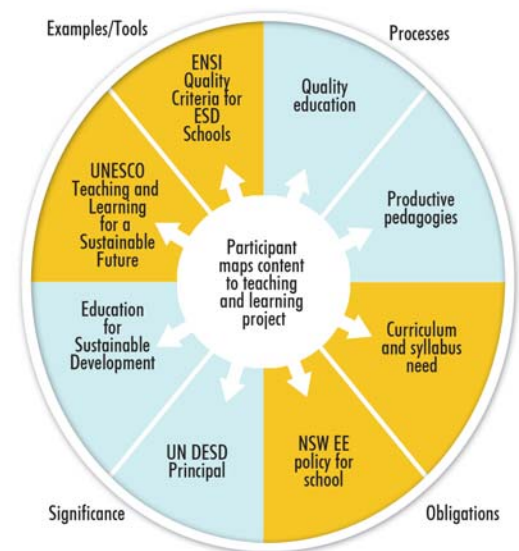 Examples/Tools
Processes
ENSI
Quality
Criteria for
ESD
Schools
Quality
education
UNESCO
Teaching and
Learning
for a
Sustainable
Future
Productive
pedagogies
Participant
maps content
to teaching
and learning
project
Education
for
Sustainable
Development
Curriculum
and syllabus
need
UN DESD
Principal
NSW EE
policy for
school
Significance
Obligations